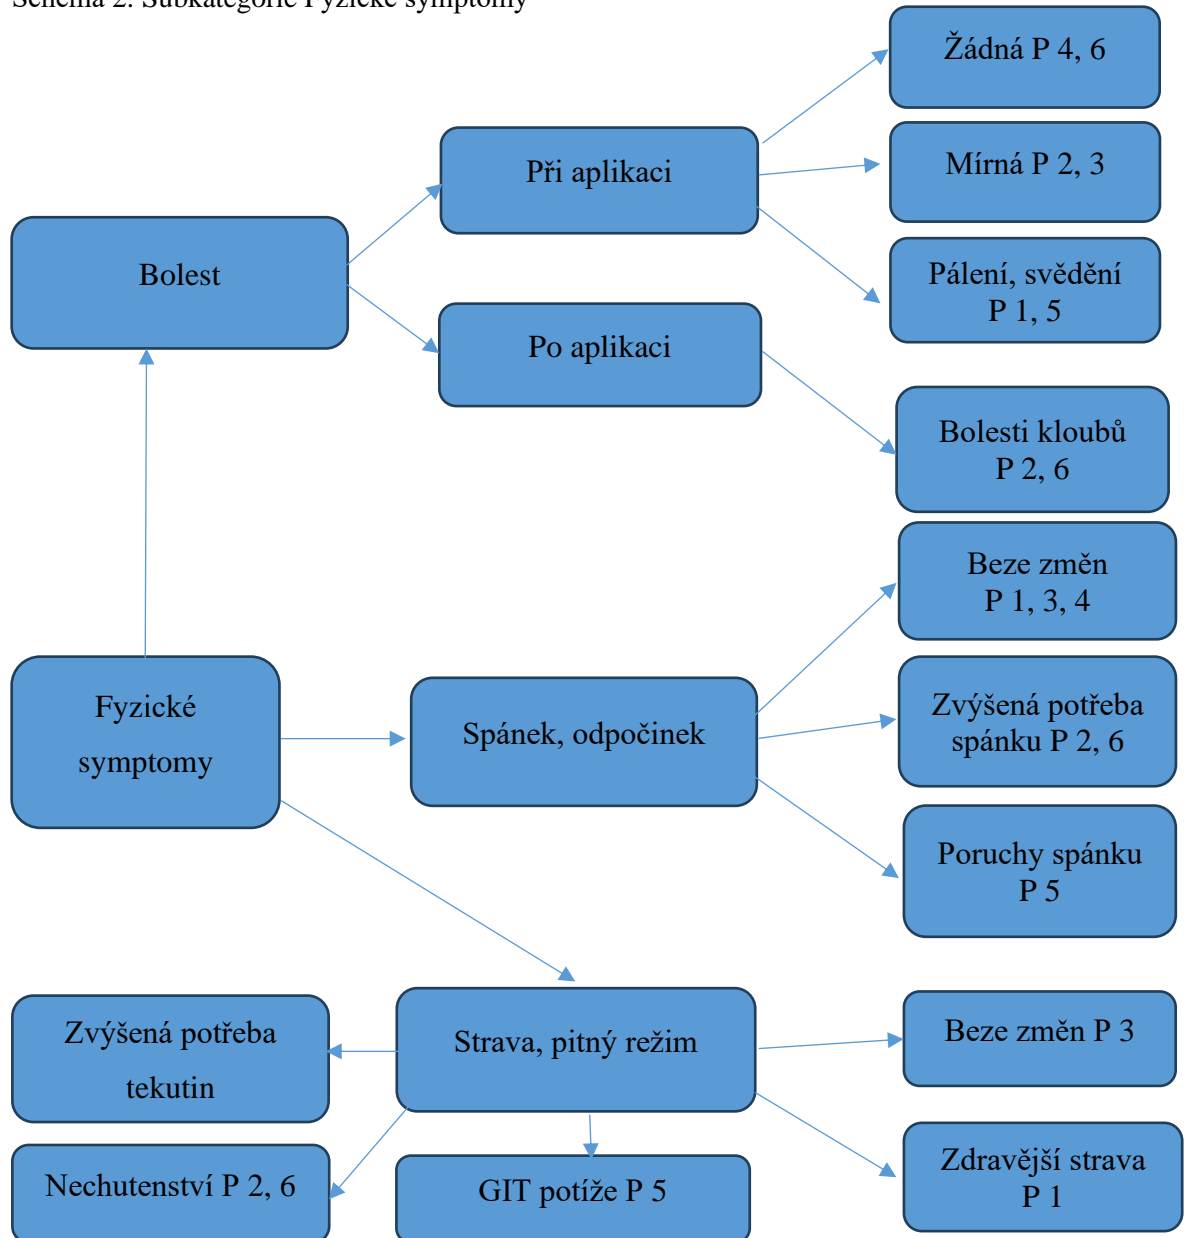 Schéma 2: Subkategorie Fyzické symptomy
Žádná P 4, 6
Při aplikaci
Mírná P 2, 3
Bolest
Pálení, svědění
P 1, 5
Po aplikaci
Bolesti kloubů
P 2, 6
Beze změn
P 1, 3, 4
Fyzické
symptomy
Spánek, odpočinek
Zvýšená potřeba
spánku P 2, 6
Poruchy spánku
P 5
Zvýšená potřeba
tekutin
Strava, pitný režim
Beze změn P 3
Nechutenství P 2, 6
GIT potíže P 5
Zdravější strava
P 1